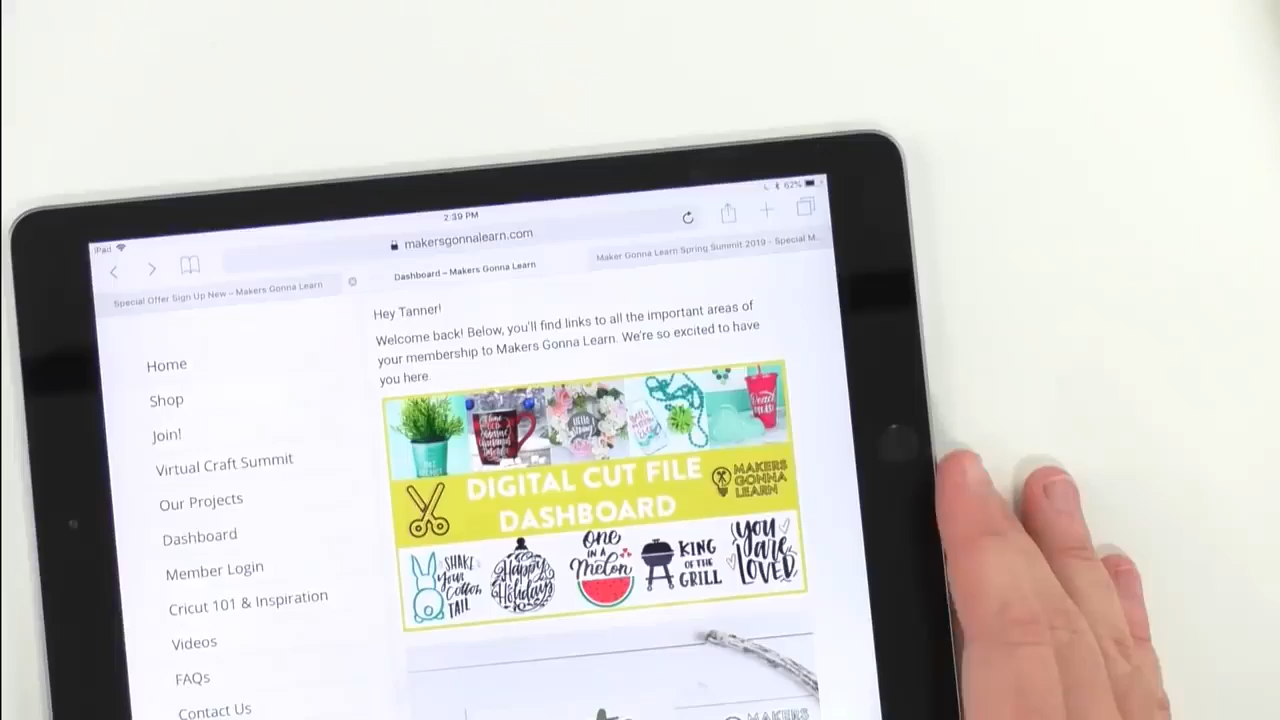 iPad
2:39 PM
62%
makersgonnalearn.com
Special Offer Sign Up New – Makers Gonna Learn
Dashboard – Makers Gonna Learn
Maker Gonna Learn Spring Summit 2019 - Special M...
Home
Shop
Join!
Virtual Craft Summit
Our Projects
Dashboard
Member Login
Cricut 101 & Inspiration
Videos
FAQs
Contact Us
Hey Tanner!
Welcome back! Below, you'll find links to all the important areas of
your membership to Makers Gonna Learn. We're so excited to have
you here.
DIGITAL CUT FILE
DASHBOARD
MAKERS
GONNA
LEARN
SHAKE
your
cotton
TAIL
Happy
Holidays
one
IN A
Melon
KING
OF THE
GRILL
you
are
LOVED
MAKERS